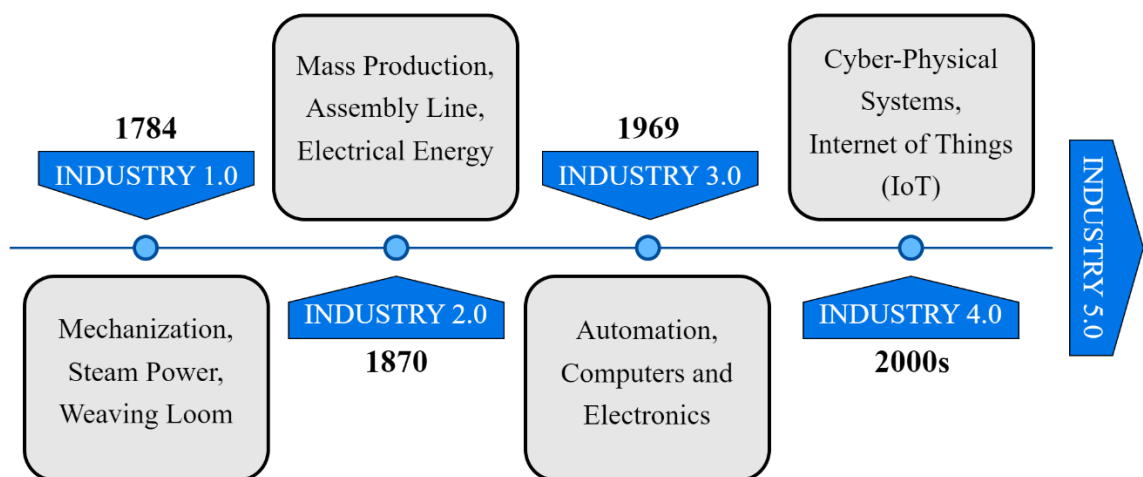 1784
INDUSTRY 1.0
Mechanization,
Steam Power,
Weaving Loom
Mass Production,
Assembly Line,
Electrical Energy
INDUSTRY 2.0
1870
1969
INDUSTRY 3.0
Automation,
Computers and
Electronics
Cyber-Physical
Systems,
Internet of Things
(IoT)
INDUSTRY 4.0
2000s
INDUSTRY 5.0